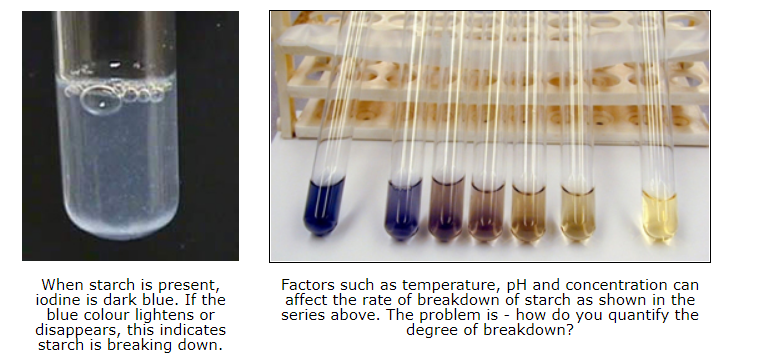 When starch is present,
iodine is dark blue. If the
blue colour lightens or
disappears, this indicates
starch is breaking down.
Factors such as temperature, pH and concentration can
affect the rate of breakdown of starch as shown in the
series above. The problem is - how do you quantify the
degree of breakdown?